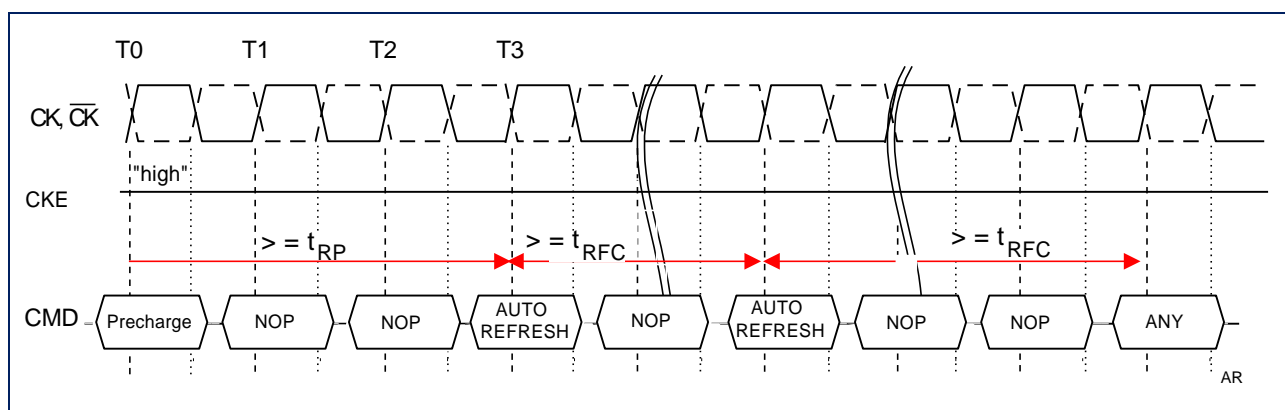 T0 T1 T2 T3
CK, CK
"high"
CKE
> = tRP > = tRFC > = tRFC
CMD Precharge NOP NOP AUTO REFRESH NOP AUTO REFRESH NOP NOP ANY
AR